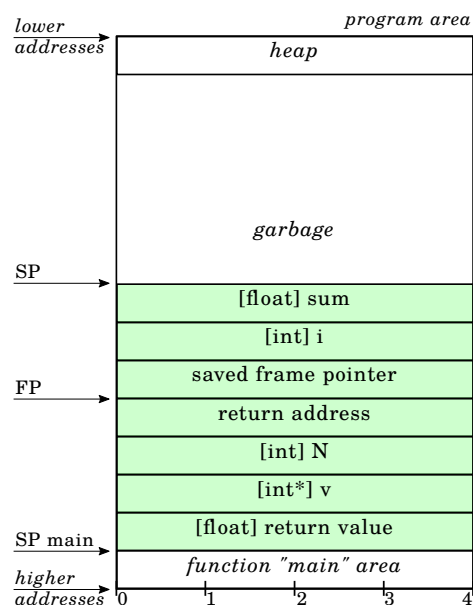 lower
addresses
program area
heap
garbage
SP
[float] sum
[int] i
saved frame pointer
FP
return address
[int] N
[int*] v
[float] return value
SP main
function "main" area
higher
addresses
0 1 2 3 4